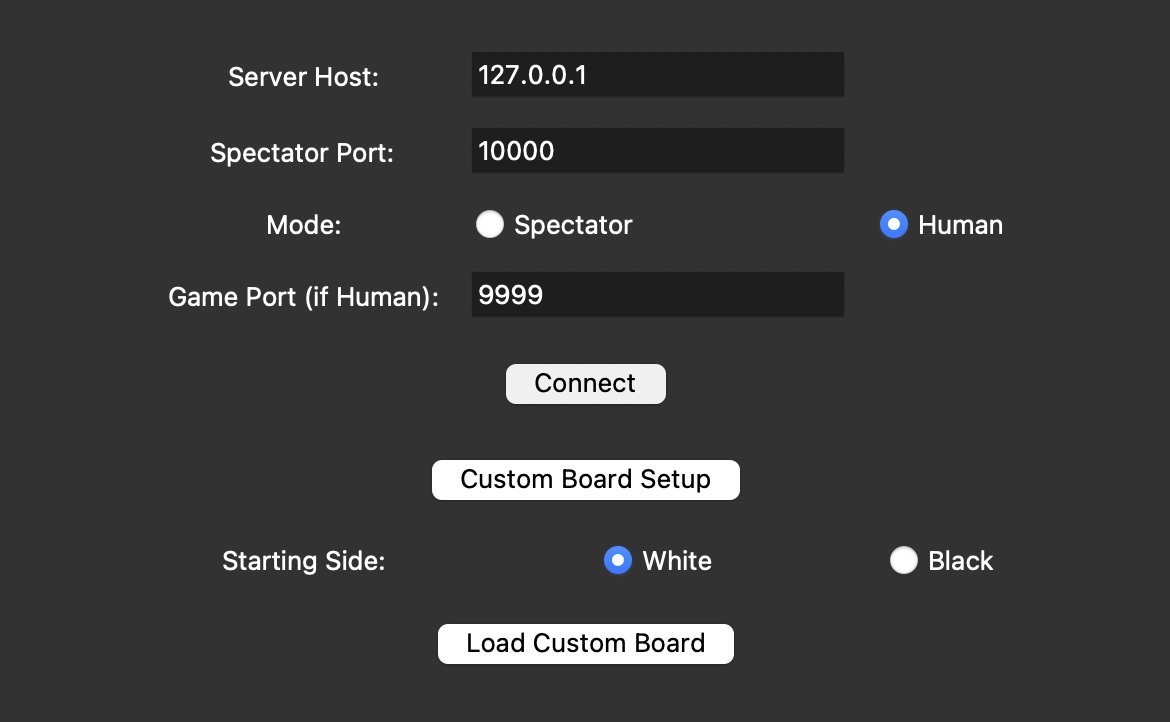 Server Host: 127.0.0.1
Spectator Port: 10000
Mode: Spectator Human
Game Port (if Human): 9999
Connect
Custom Board Setup
Starting Side: White Black
Load Custom Board